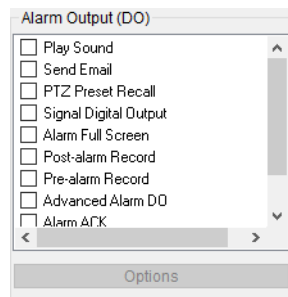 Alarm Output (DO)
Play Sound
Send Email
PTZ Preset Recall
Signal Digital Output
Alarm Full Screen
Post-alarm Record
Pre-alarm Record
Advanced Alarm DO
Alarm ACK
Options